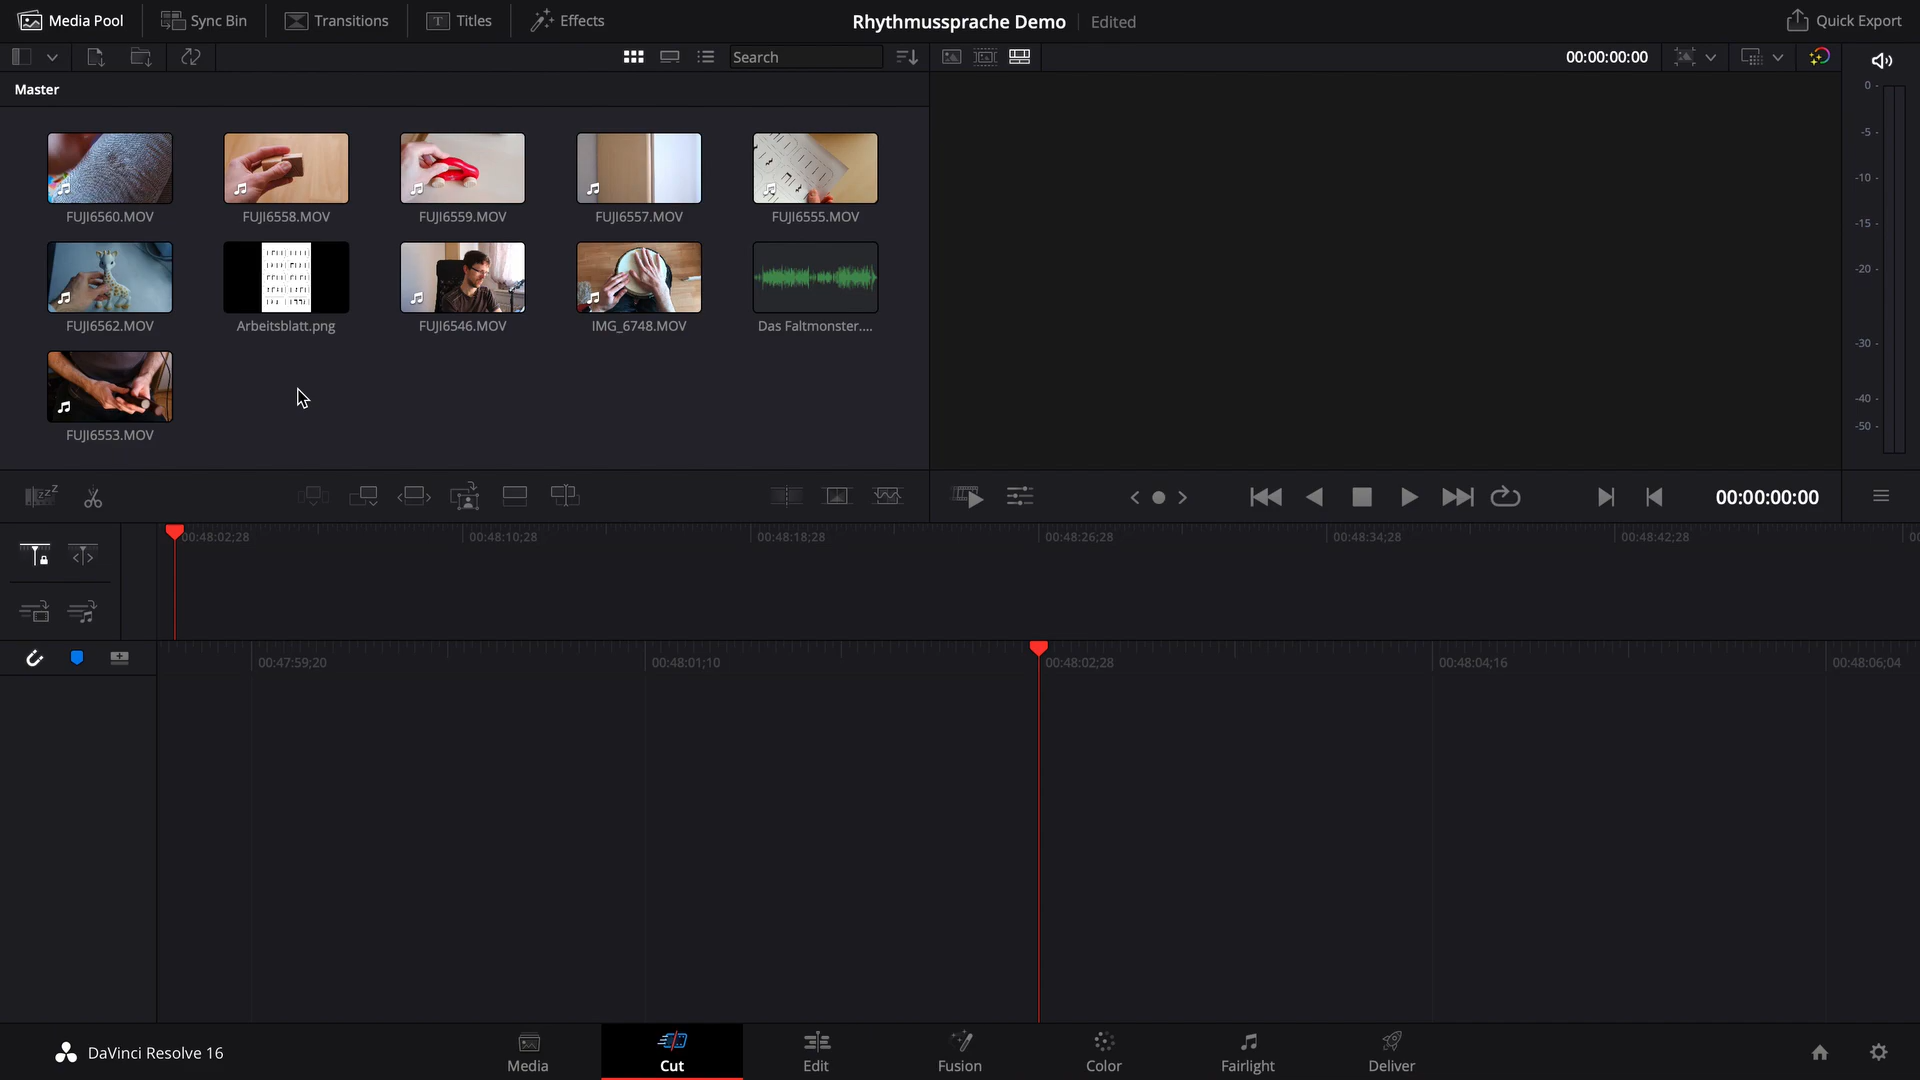 Media Pool
Sync Bin
Transitions
Titles
Effects
Rhythmussprache Demo
Edited
Quick Export
Search
00:00:00:00
Master
FUJI6560.MOV
FUJI6558.MOV
FUJI6559.MOV
FUJI6557.MOV
FUJI6555.MOV
FUJI6562.MOV
Arbeitsblatt.png
FUJI6546.MOV
IMG_6748.MOV
Das Faltmonster....
FUJI6553.MOV
0
-5
-10
-15
-20
-30
-40
-50
00:00:00:00
00:48:02;28
00:48:10;28
00:48:18;28
00:48:26;28
00:48:34;28
00:48:42;28
00:47:59;20
00:48:01;10
00:48:02;28
00:48:04;16
00:48:06;04
DaVinci Resolve 16
Media
Cut
Edit
Fusion
Color
Fairlight
Deliver